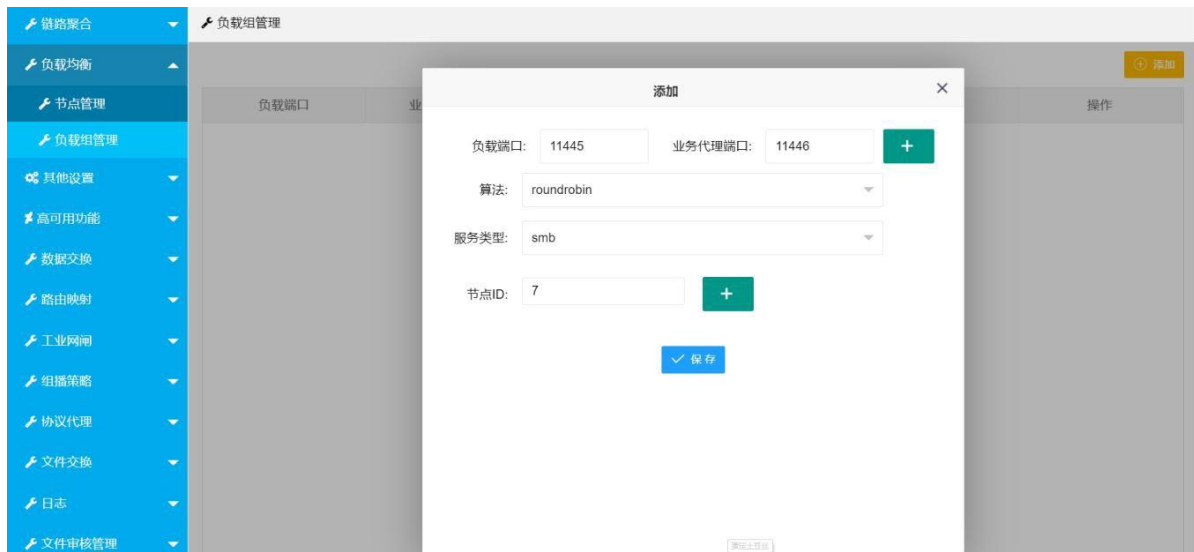 链路聚合
负载均衡
节点管理
负载组管理
其他设置
高可用功能
数据交换
路由映射
工业网闸
组播策略
协议代理
文件交换
日志
文件审核管理
负载组管理
添加
负载端口
业
操作
添加
负载端口: 11445 业务代理端口: 11446
算法: roundrobin
服务类型: smb
节点ID: 7
保存